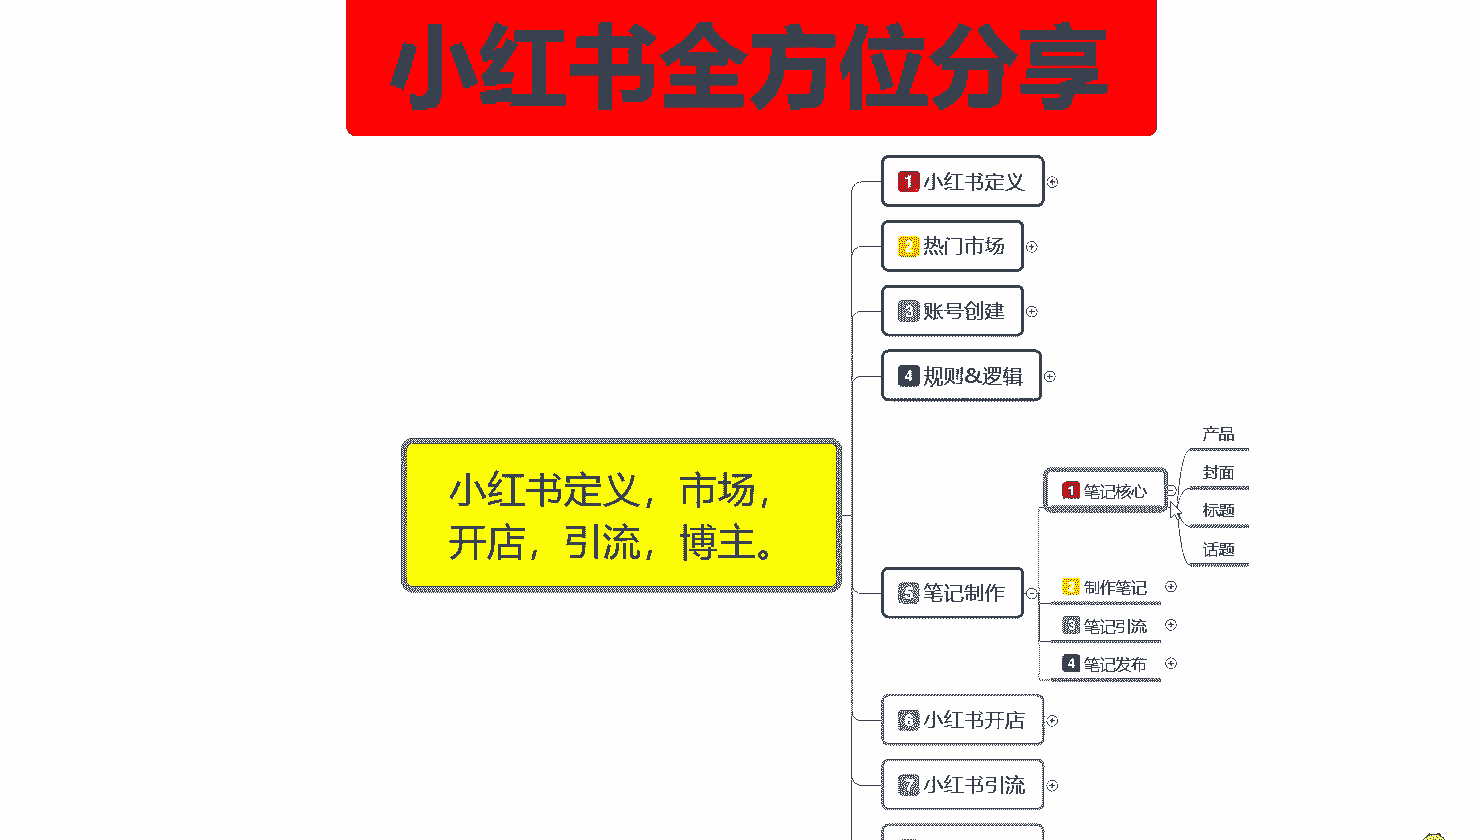 小红书全方位分享
1 小红书定义
2 热门市场
3 账号创建
4 规则&逻辑
小红书定义，市场，
开店，引流，博主。
5 笔记制作
1 笔记核心
产品
封面
标题
话题
2 制作笔记
3 笔记引流
4 笔记发布
6 小红书开店
7 小红书引流